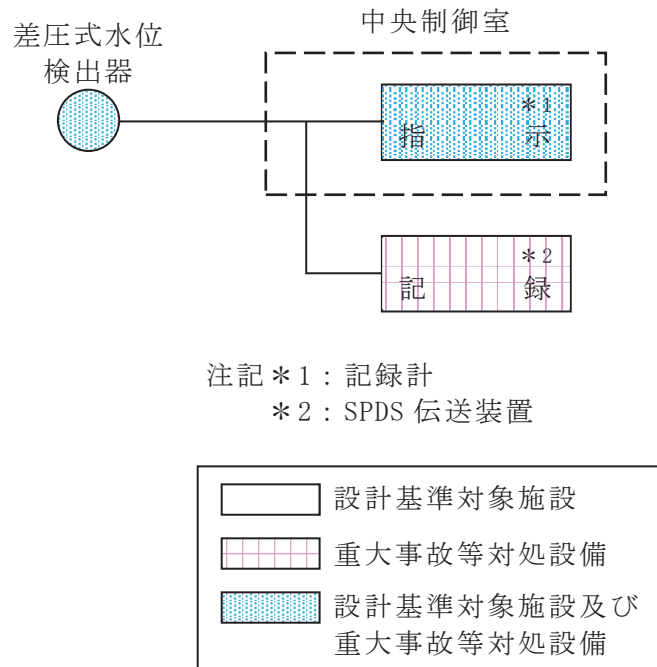 中央制御室
差圧式水位
検出器
*1
指 示
*2
記 録
注記*1:記録計
*2:SPDS 伝送装置
設計基準対象施設
重大事故等対処設備
設計基準対象施設及び
重大事故等対処設備